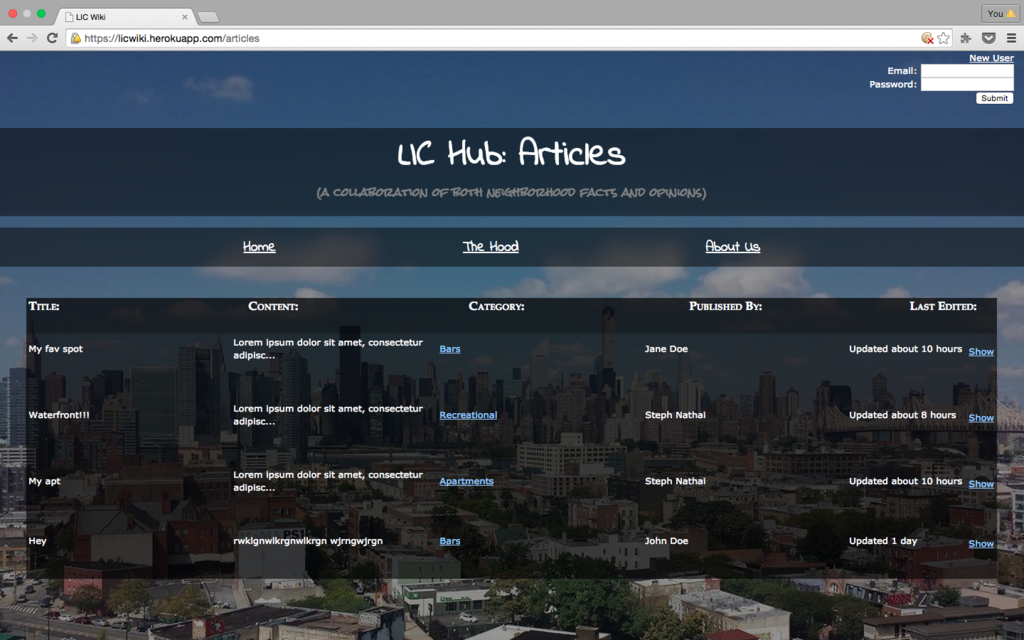 LIC Wiki
You
https://licwiki.herokuapp.com/articles
New User
Email:
Password:
Submit
LIC Hub: Articles
(A collaboration of both neighborhood facts and opinions)
Home The Hood About Us
Title: Content: Category: Published By: Last Edited:
My fav spot Lorem ipsum dolor sit amet, consectetur adipisc... Bars Jane Doe Updated about 10 hours Show
Waterfront!!! Lorem ipsum dolor sit amet, consectetur adipisc... Recreational Steph Nathai Updated about 8 hours Show
My apt Lorem ipsum dolor sit amet, consectetur adipisc... Apartments Steph Nathai Updated about 10 hours Show
Hey rwklgnwlkrgnwlkrgn wjrngwjrgn Bars John Doe Updated 1 day Show